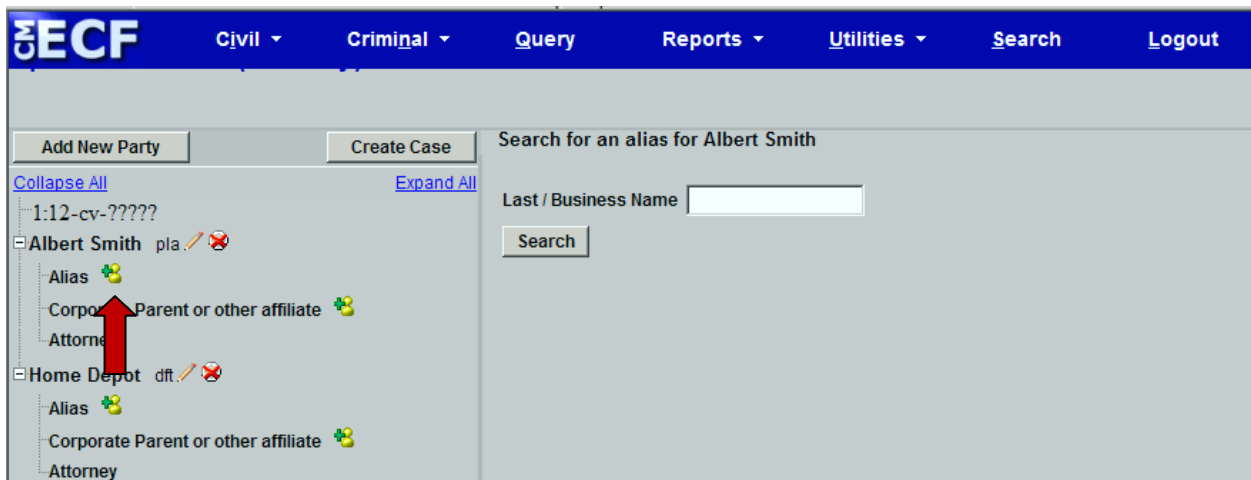 CM ECF Civil Criminal Query Reports Utilities Search Logout
Add New Party Create Case
Collapse All Expand All
1:12-cv-?????
Albert Smith pla
Alias
Parent or other affiliate
Home Depot dft
Alias
Corporate Parent or other affiliate
Attorney
Search for an alias for Albert Smith
Last / Business Name
Search